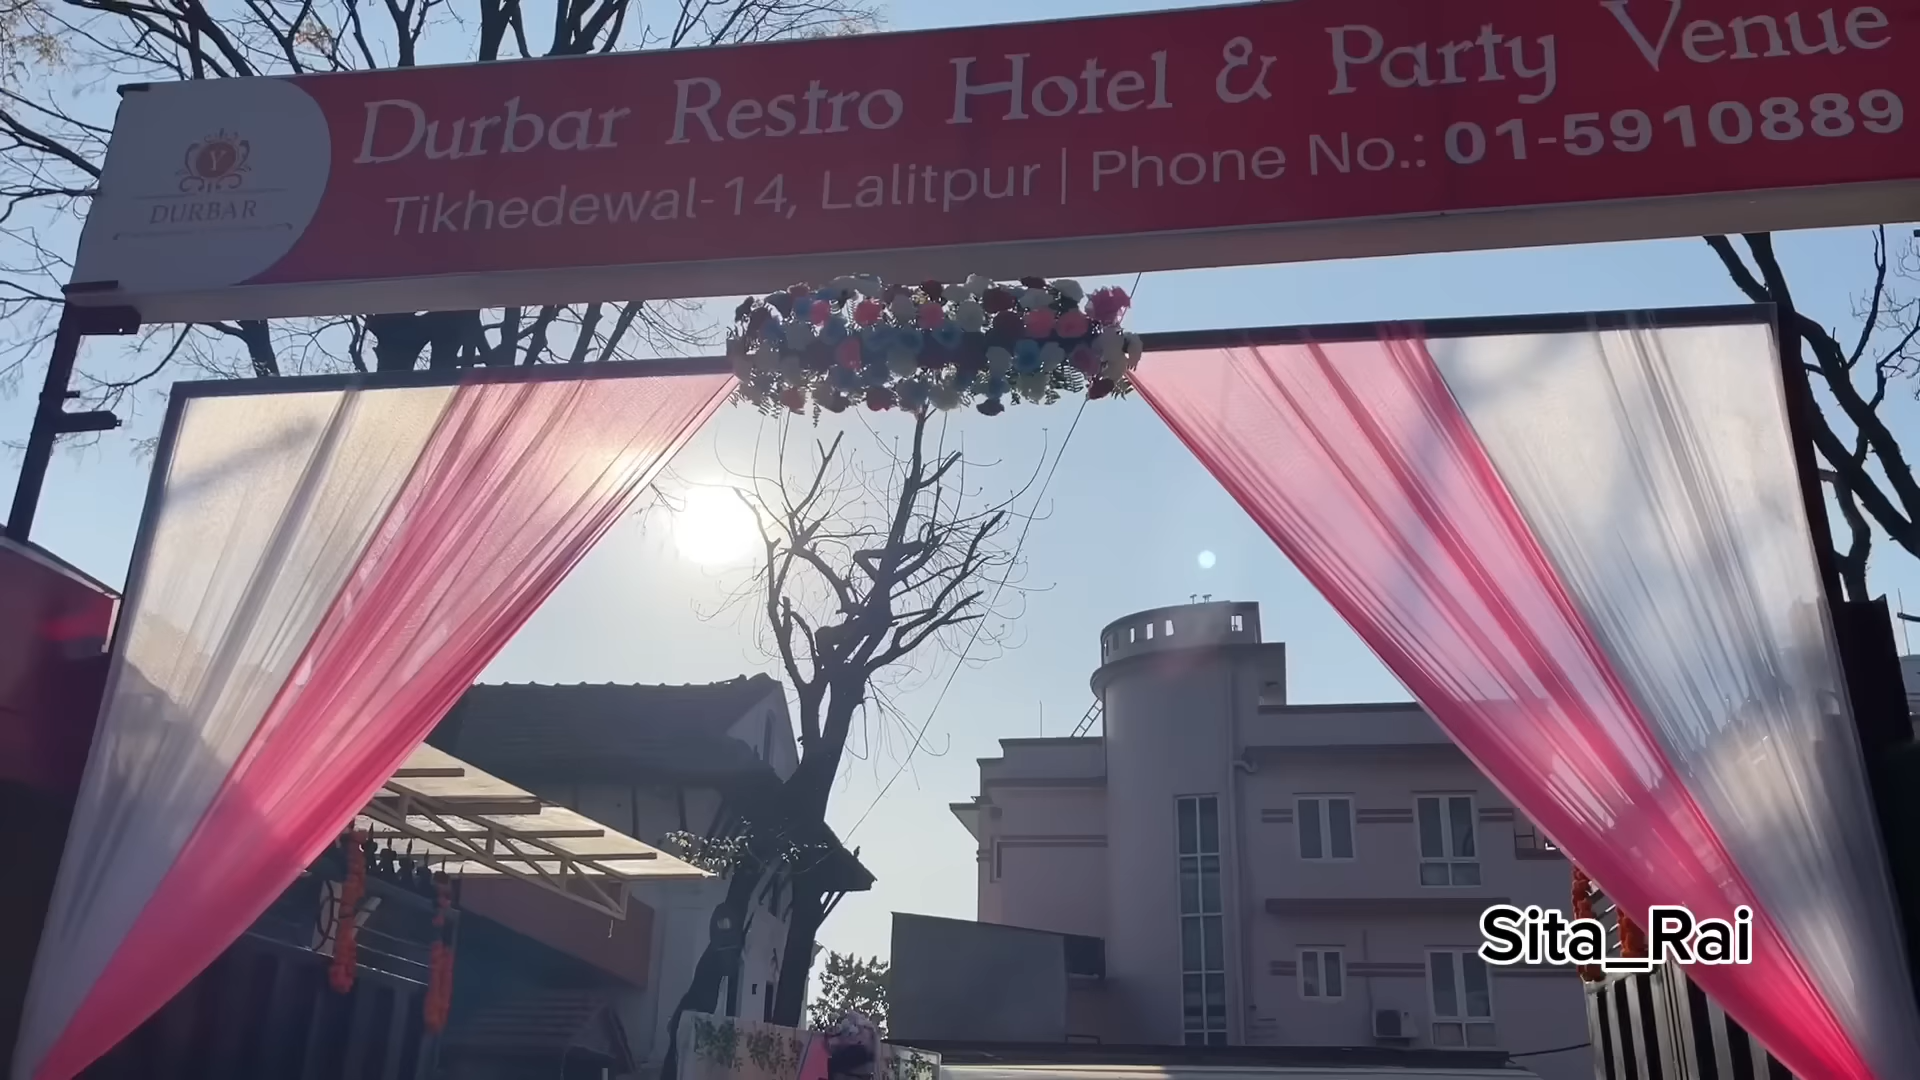 Durbar Restro Hotel & Party Venue
Tikhedewal-14, Lalitpur | Phone No.: 01-5910889
Y
DURBAR
Sita_Rai